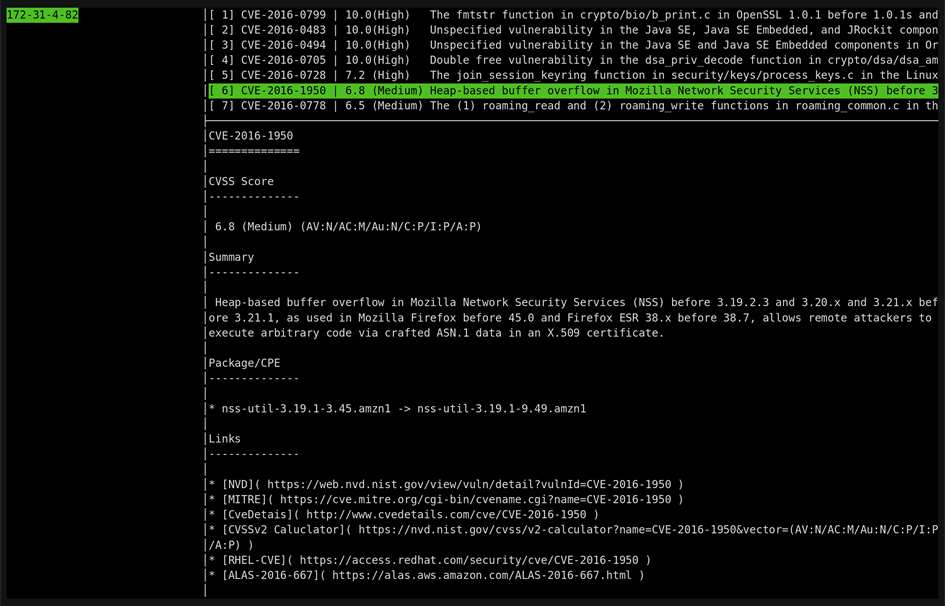 172-31-4-82
[ 1] CVE-2016-0799 | 10.0(High) The fmtstr function in crypto/bio/b_print.c in OpenSSL 1.0.1 before 1.0.1s and
[ 2] CVE-2016-0483 | 10.0(High) Unspecified vulnerability in the Java SE, Java SE Embedded, and JRockit compon
[ 3] CVE-2016-0494 | 10.0(High) Unspecified vulnerability in the Java SE and Java SE Embedded components in Or
[ 4] CVE-2016-0705 | 10.0(High) Double free vulnerability in the dsa_priv_decode function in crypto/dsa/dsa_am
[ 5] CVE-2016-0728 | 7.2 (High) The join_session_keyring function in security/keys/process_keys.c in the Linux
[ 6] CVE-2016-1950 | 6.8 (Medium) Heap-based buffer overflow in Mozilla Network Security Services (NSS) before 3
[ 7] CVE-2016-0778 | 6.5 (Medium) The (1) roaming_read and (2) roaming_write functions in roaming_common.c in th
CVE-2016-1950
==============
CVSS Score
--------------
6.8 (Medium) (AV:N/AC:M/Au:N/C:P/I:P/A:P)
Summary
--------------
Heap-based buffer overflow in Mozilla Network Security Services (NSS) before 3.19.2.3 and 3.20.x and 3.21.x bef
ore 3.21.1, as used in Mozilla Firefox before 45.0 and Firefox ESR 38.x before 38.7, allows remote attackers to
execute arbitrary code via crafted ASN.1 data in an X.509 certificate.
Package/CPE
--------------
* nss-util-3.19.1-3.45.amzn1 -> nss-util-3.19.1-9.49.amzn1
Links
--------------
* [NVD]( https://web.nvd.nist.gov/view/vuln/detail?vulnId=CVE-2016-1950 )
* [MITRE]( https://cve.mitre.org/cgi-bin/cvename.cgi?name=CVE-2016-1950 )
* [CveDetais]( http://www.cvedetails.com/cve/CVE-2016-1950 )
* [CVSSv2 Caluclator]( https://nvd.nist.gov/cvss/v2-calculator?name=CVE-2016-1950&vector=(AV:N/AC:M/Au:N/C:P/I:P
/A:P) )
* [RHEL-CVE]( https://access.redhat.com/security/cve/CVE-2016-1950 )
* [ALAS-2016-667]( https://alas.aws.amazon.com/ALAS-2016-667.html )